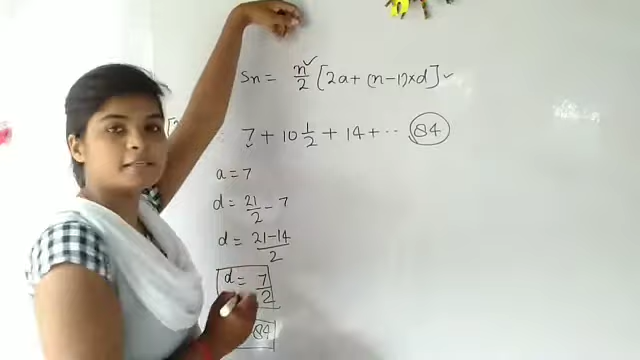 Sn = n/2 [2a + (n-1)xd]
7 + 10 1/2 + 14 + ... 84
a = 7
d = 21/2 - 7
d = 21-14/2
d = 7/2
84